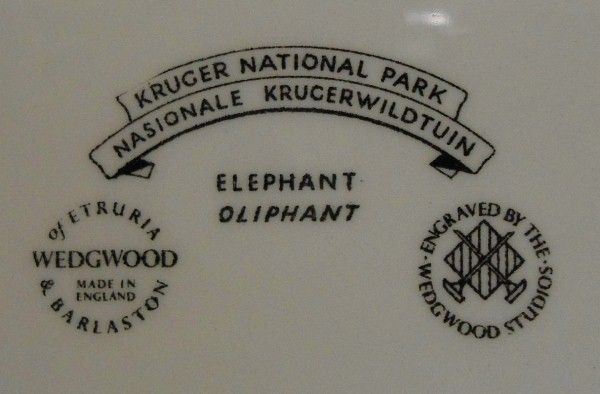 KRUGER NATIONAL PARK
NASIONALE KRUGERWILDTUIN
ELEPHANT
OLIPHANT
of ETRURIA
WEDGWOOD
MADE IN
ENGLAND
& BARLASTON
ENGRAVED BY THE
WEDGWOOD STUDIOS